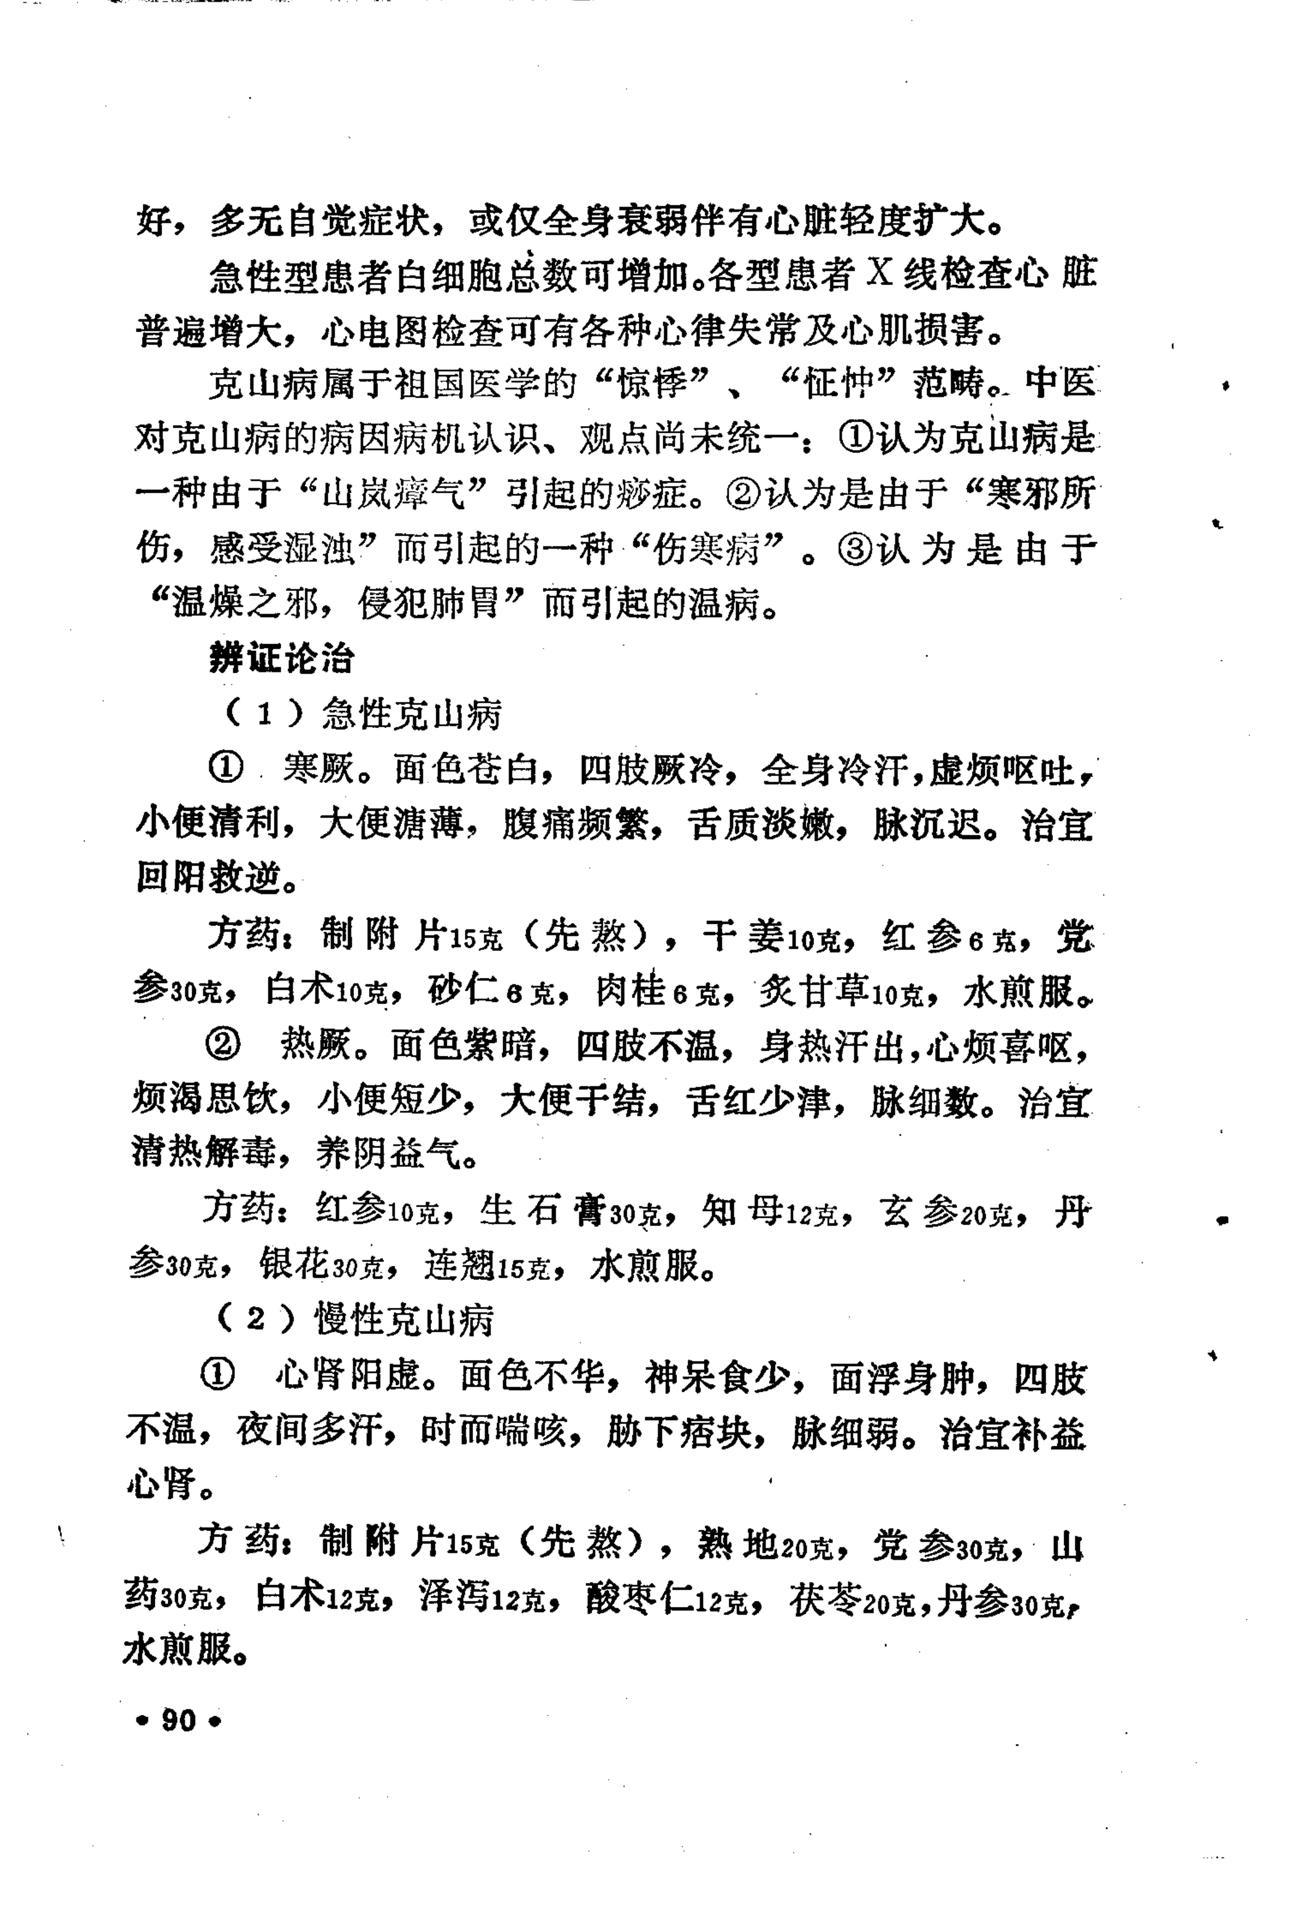 好，多无自觉症状，或仅全身衰弱伴有心脏轻度扩大。
急性型患者白细胞总数可增加。各型患者X线检查心脏
普遍增大，心电图检查可有各种心律失常及心肌损害。
克山病属于祖国医学的“惊悸”、“怔忡”范畴。中医
对克山病的病因病机认识、观点尚未统一：①认为克山病是
一种由于“山岚瘴气”引起的痧症。②认为是由于“寒邪所
伤，感受湿浊”而引起的一种“伤寒病”。③认为是由于
“温燥之邪，侵犯肺胃”而引起的温病。
辨证论治
（1）急性克山病
① 寒厥。面色苍白，四肢厥冷，全身冷汗，虚烦呕吐，
小便清利，大便溏薄，腹痛频繁，舌质淡嫩，脉沉迟。治宜
回阳救逆。
方药：制附片15克（先熬），干姜10克，红参6克，党
参30克，白术10克，砂仁6克，肉桂6克，炙甘草10克，水煎服。
② 热厥。面色紫暗，四肢不温，身热汗出，心烦喜呕，
烦渴思饮，小便短少，大便干结，舌红少津，脉细数。治宜
清热解毒，养阴益气。
方药：红参10克，生石膏30克，知母12克，玄参20克，丹
参30克，银花30克，连翘15克，水煎服。
（2）慢性克山病
① 心肾阳虚。面色不华，神呆食少，面浮身肿，四肢
不温，夜间多汗，时而喘咳，胁下痞块，脉细弱。治宜补益
心肾。
方药：制附片15克（先熬），熟地20克，党参30克，山
药30克，白术12克，泽泻12克，酸枣仁12克，茯苓20克，丹参30克，
水煎服。
• 90 •